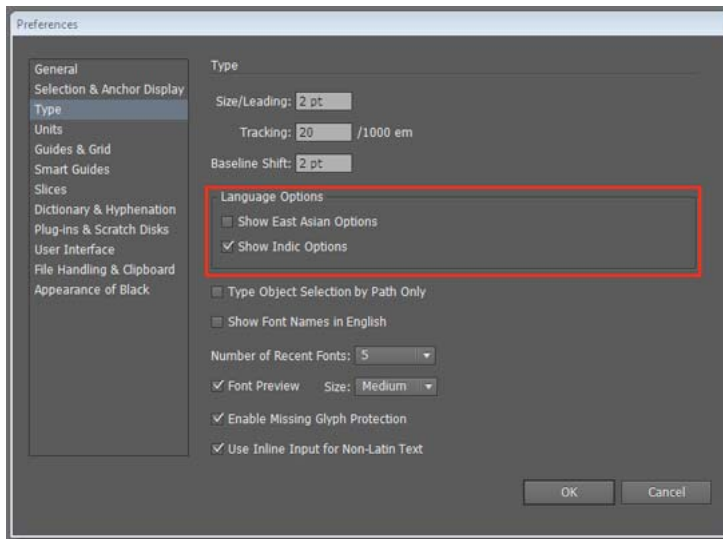 Preferences
General
Selection & Anchor Display
Type
Units
Guides & Grid
Smart Guides
Slices
Dictionary & Hyphenation
Plug-ins & Scratch Disks
User Interface
File Handling & Clipboard
Appearance of Black
Type
Size/Leading: 2 pt
Tracking: 20 /1000 em
Baseline Shift: 2 pt
Language Options
Show East Asian Options
Show Indic Options
Type Object Selection by Path Only
Show Font Names in English
Number of Recent Fonts: 5
Font Preview Size: Medium
Enable Missing Glyph Protection
Use Inline Input for Non-Latin Text
OK Cancel